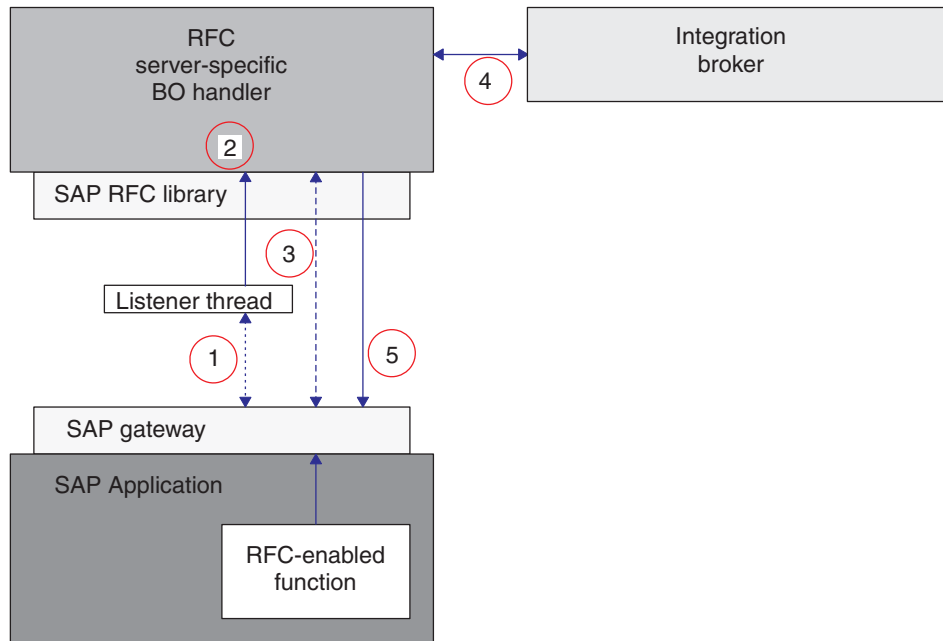 RFC
server-specific
BO handler
Integration
broker
4
2
SAP RFC library
3
Listener thread
1
5
SAP gateway
SAP Application
RFC-enabled
function